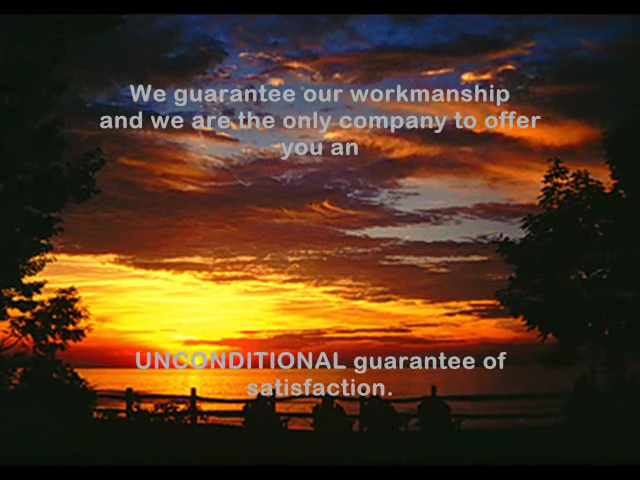 We guarantee our workmanship
and we are the only company to offer
you an
UNCONDITIONAL guarantee of
satisfaction.